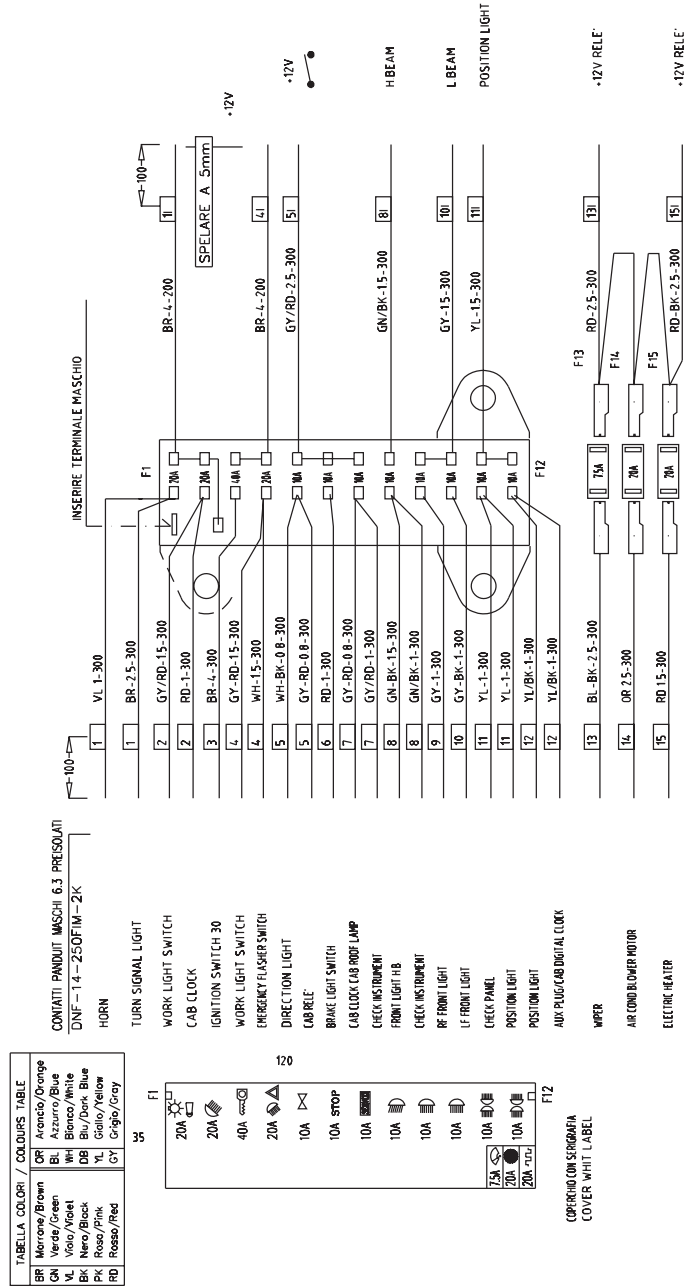 TABELLA COLORI / COLOURS TABLE
BR Marrone/Brown OR Arancio/Orange
GN Verde/Green BL Azzurro/Blue
VL Viola/Violet WH Bianco/White
BK Nero/Black DB Blu/Dark Blue
PK Rosa/Pink YL Giallo/Yellow
RD Rosso/Red GY Grigio/Gray
35
120
F1
20A
20A
40A
20A
10A
10A STOP
10A
10A
10A
10A
10A
10A
7.5A
20A
20A
F12
COPERCHIO CON SERIGRAFIA
COVER WHIT LABEL
CONTATTI PANDUIT MASCHI 6.3 PREISOLATI
DNF-14-250FIM-2K
HORN
TURN SIGNAL LIGHT
WORK LIGHT SWITCH
CAB CLOCK
IGNITION SWITCH 30
WORK LIGHT SWITCH
EMERGENCY FLASHER SWITCH
DIRECTION LIGHT
CAB RELE'
BRAKE LIGHT SWITCH
CAB CLOCK CAB ROOF LAMP
CHECK INSTRUMENT
FRONT LIGHT H.B
CHECK INSTRUMENT
RF FRONT LIGHT
LF FRONT LIGHT
CHECK PANEL
POSITION LIGHT
POSITION LIGHT
AUX PLUG/CAB DIGITAL CLOCK
WIPER
AIR COND BLOWER MOTOR
ELECTRIC HEATER
100
1 VL 1-300
1 BR-2.5-300
2 GY/RD-1.5-300
2 RD-1-300
3 BR-4-300
4 GY-RD-1.5-300
4 WH-1.5-300
5 WH-BK-0.8-300
5 GY-RD-0.8-300
6 RD-1-300
7 GY-RD-0.8-300
7 GY/RD-1-300
8 GN-BK-1.5-300
8 GN/BK-1-300
9 GY-1-300
10 GY-BK-1-300
11 YL-1-300
11 YL-1-300
12 YL/BK-1-300
12 YL/BK-1-300
13 BL-BK-2.5-300
14 OR 2.5-300
15 RD 1.5-300
INSERIRE TERMINALE MASCHIO
F1
20A
20A
40A
20A
10A
10A
10A
10A
10A
10A
10A
10A
F12
7.5A
20A
20A
F13
F14
F15
BR-4-200 1I
SPELARE A 5mm
BR-4-200 4I
GY/RD-2.5-300 5I
GN/BK-1.5-300 8I
GY-1.5-300 10I
YL-1.5-300 11I
RD-2.5-300 13I
RD-BK-2.5-300 15I
100
+12V
+12V
H BEAM
L BEAM
POSITION LIGHT
+12V RELE'
+12V RELE'